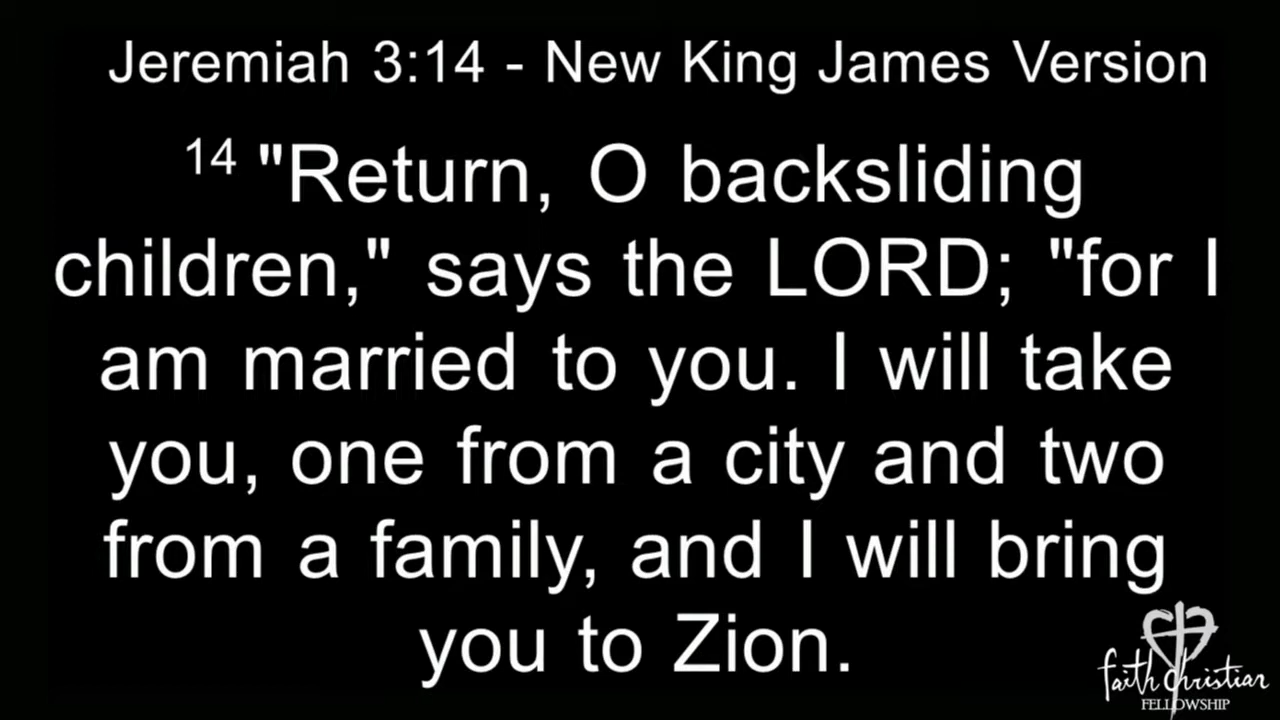 Jeremiah 3:14 - New King James Version
14 "Return, O backsliding
children," says the LORD; "for I
am married to you. I will take
you, one from a city and two
from a family, and I will bring
you to Zion.
faith Christian
FELLOWSHIP